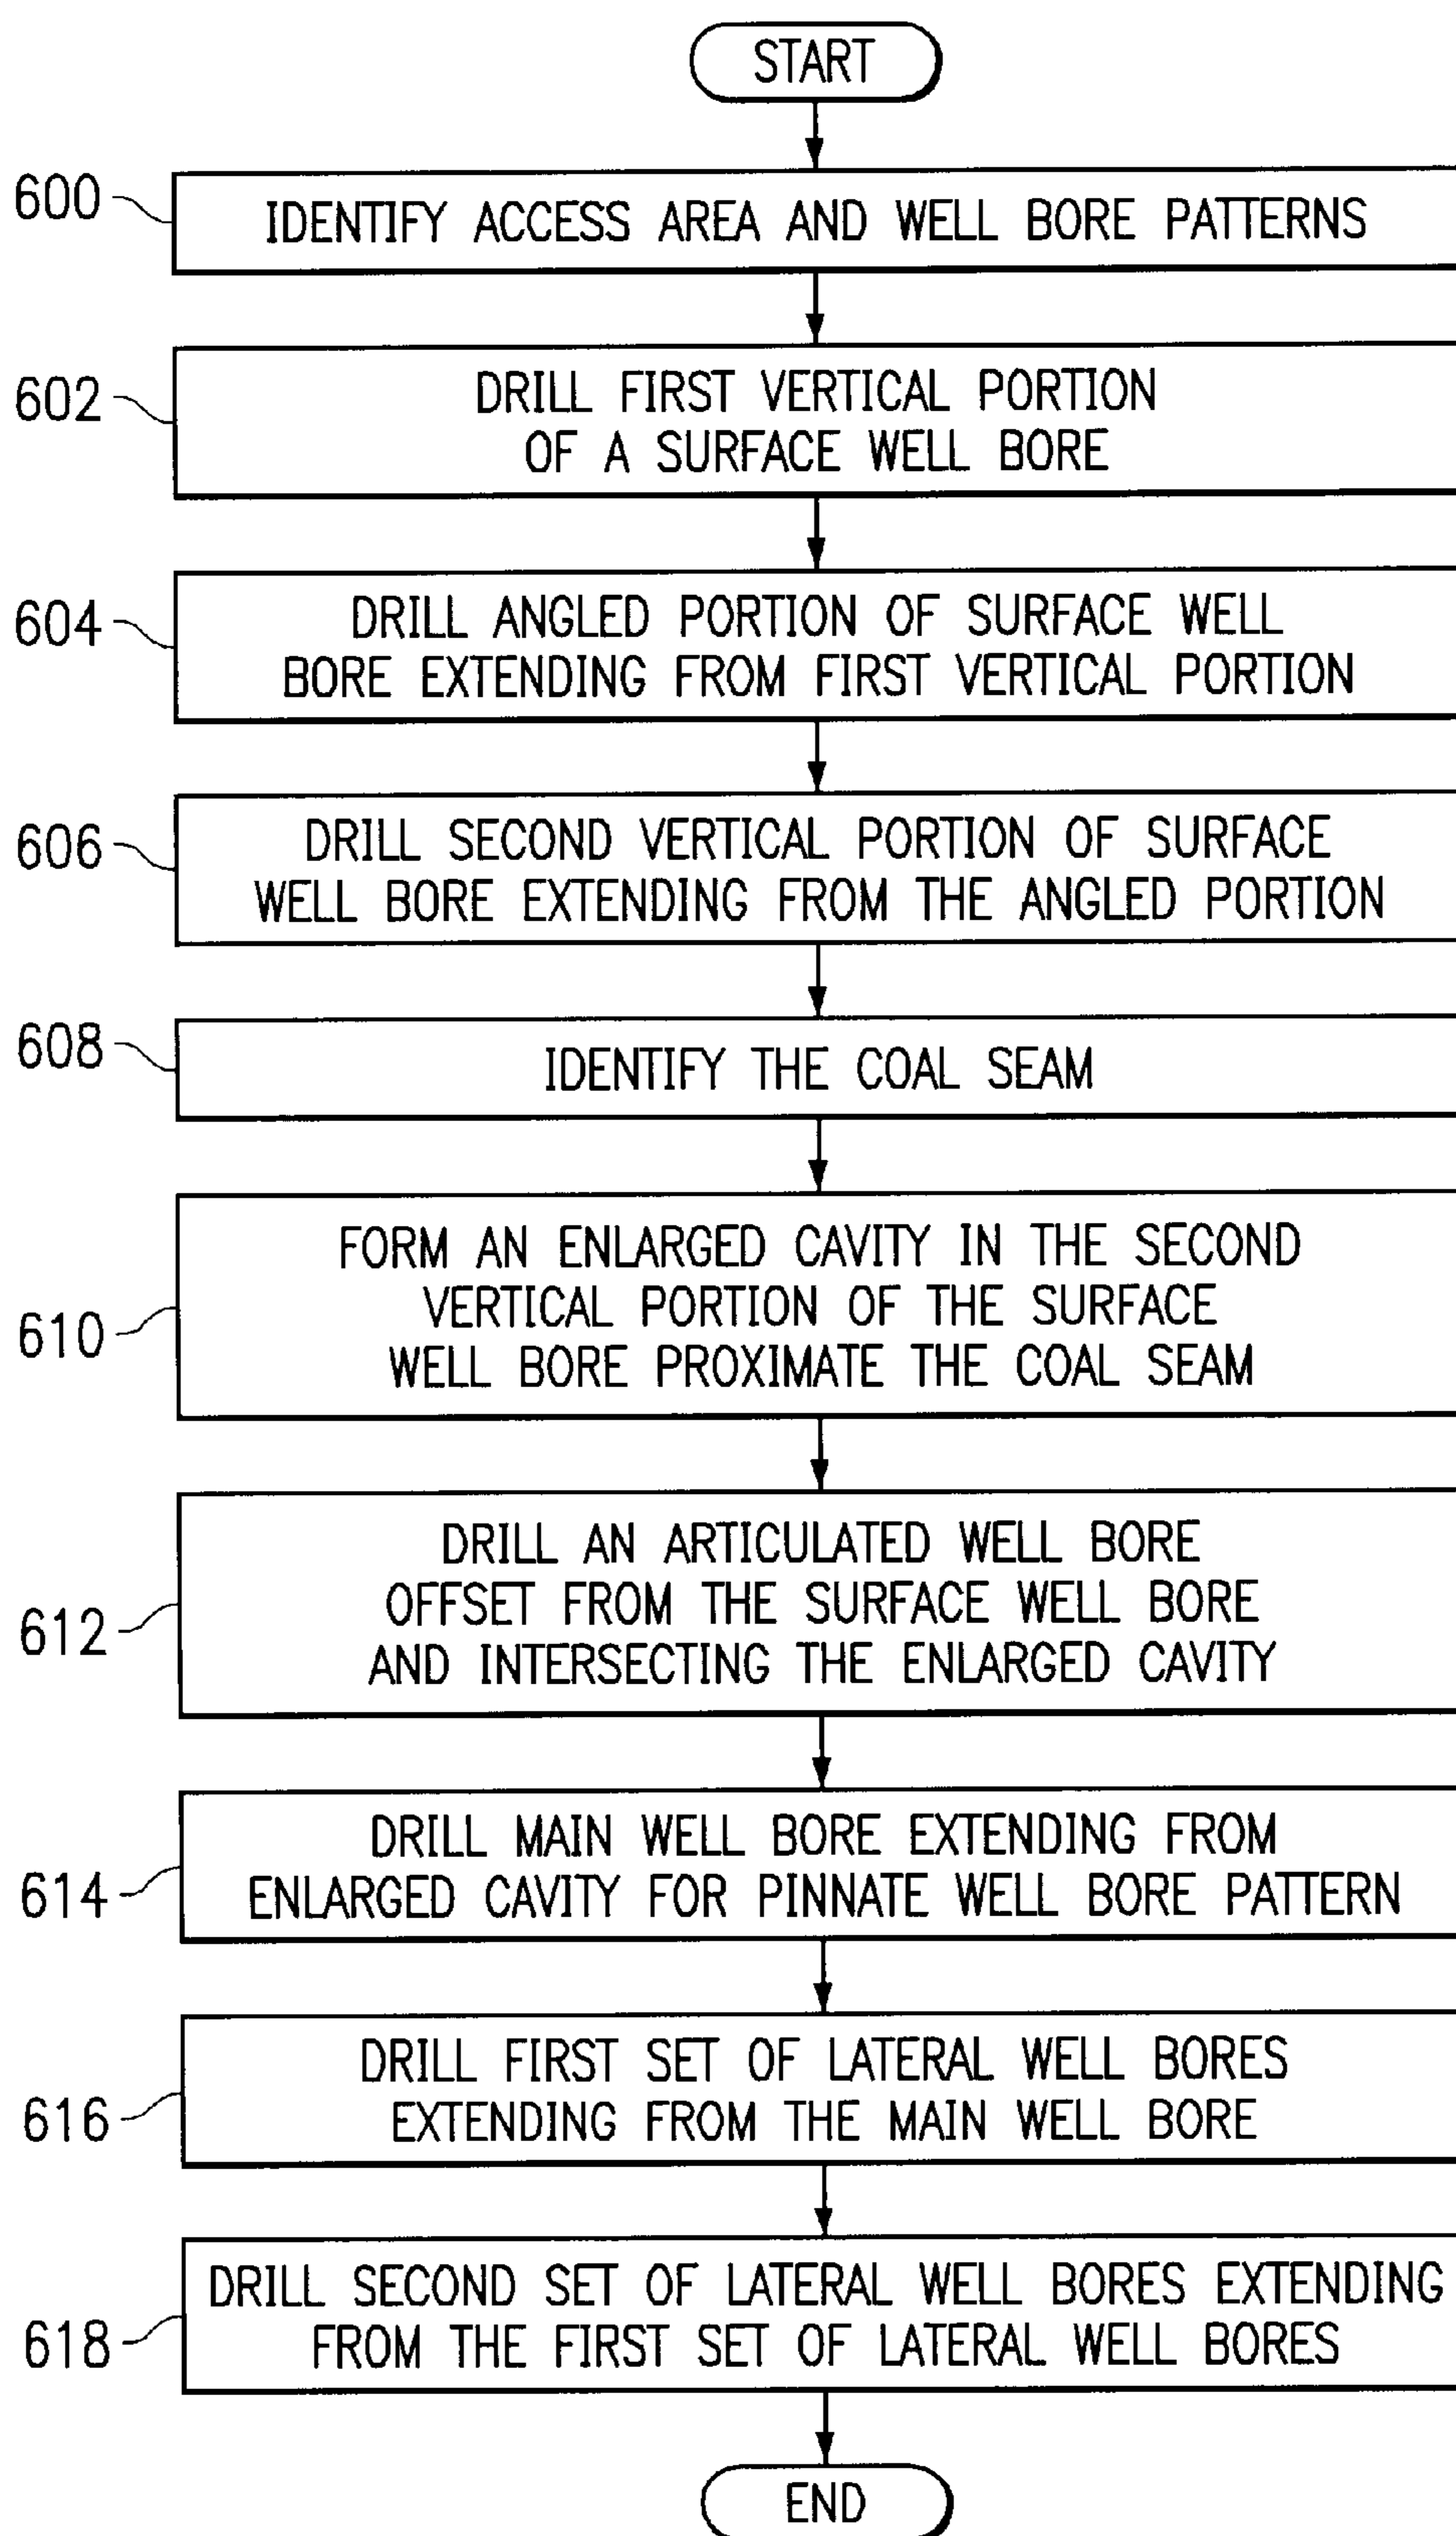 START
600
IDENTIFY ACCESS AREA AND WELL BORE PATTERNS
602
DRILL FIRST VERTICAL PORTION
OF A SURFACE WELL BORE
604
DRILL ANGLED PORTION OF SURFACE WELL
BORE EXTENDING FROM FIRST VERTICAL PORTION
606
DRILL SECOND VERTICAL PORTION OF SURFACE
WELL BORE EXTENDING FROM THE ANGLED PORTION
608
IDENTIFY THE COAL SEAM
610
FORM AN ENLARGED CAVITY IN THE SECOND
VERTICAL PORTION OF THE SURFACE
WELL BORE PROXIMATE THE COAL SEAM
612
DRILL AN ARTICULATED WELL BORE
OFFSET FROM THE SURFACE WELL BORE
AND INTERSECTING THE ENLARGED CAVITY
614
DRILL MAIN WELL BORE EXTENDING FROM
ENLARGED CAVITY FOR PINNATE WELL BORE PATTERN
616
DRILL FIRST SET OF LATERAL WELL BORES
EXTENDING FROM THE MAIN WELL BORE
618
DRILL SECOND SET OF LATERAL WELL BORES EXTENDING
FROM THE FIRST SET OF LATERAL WELL BORES
END